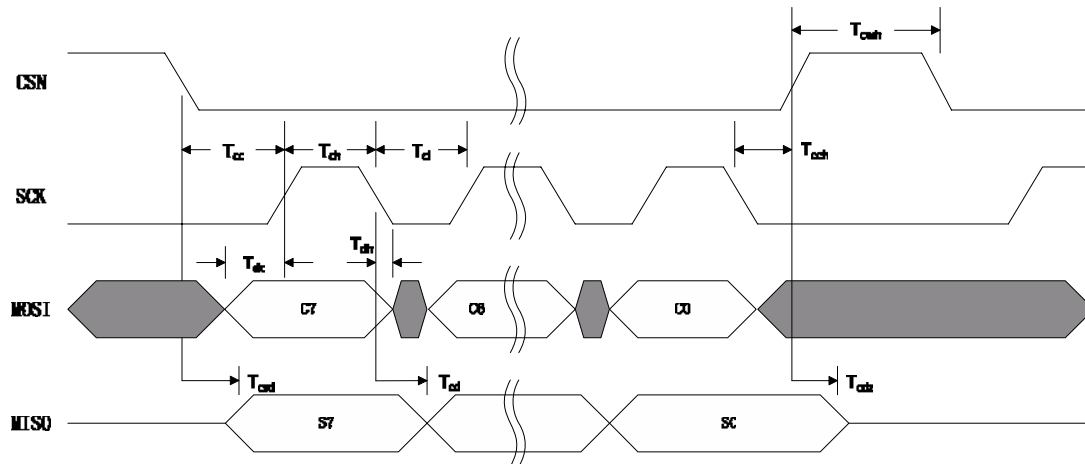 Tcwh
CSN
Tcc
Tch
Tcl
Tcch
SCK
Tdh
Tdc
MOSI
C7
C6
C0
Tcsd
Tcd
Tcdz
MISO
S7
S0